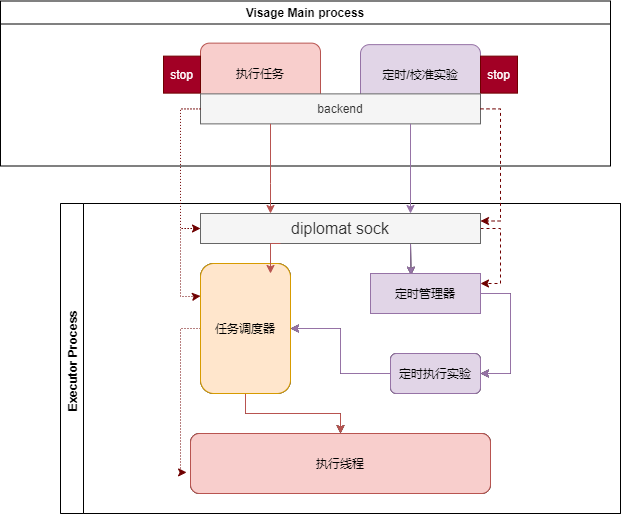 Visage Main process
stop
执行任务
定时/校准实验
stop
backend
Executor Process
diplomat sock
任务调度器
定时管理器
定时执行实验
执行线程